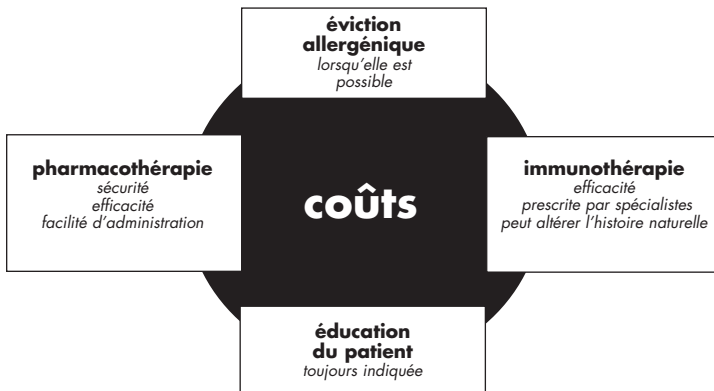 éviction
allergénique
lorsqu'elle est
possible
pharmacothérapie
sécurité
efficacité
facilité d'administration
coûts
immunothérapie
efficacité
prescrite par spécialistes
peut altérer l'histoire naturelle
éducation
du patient
toujours indiquée